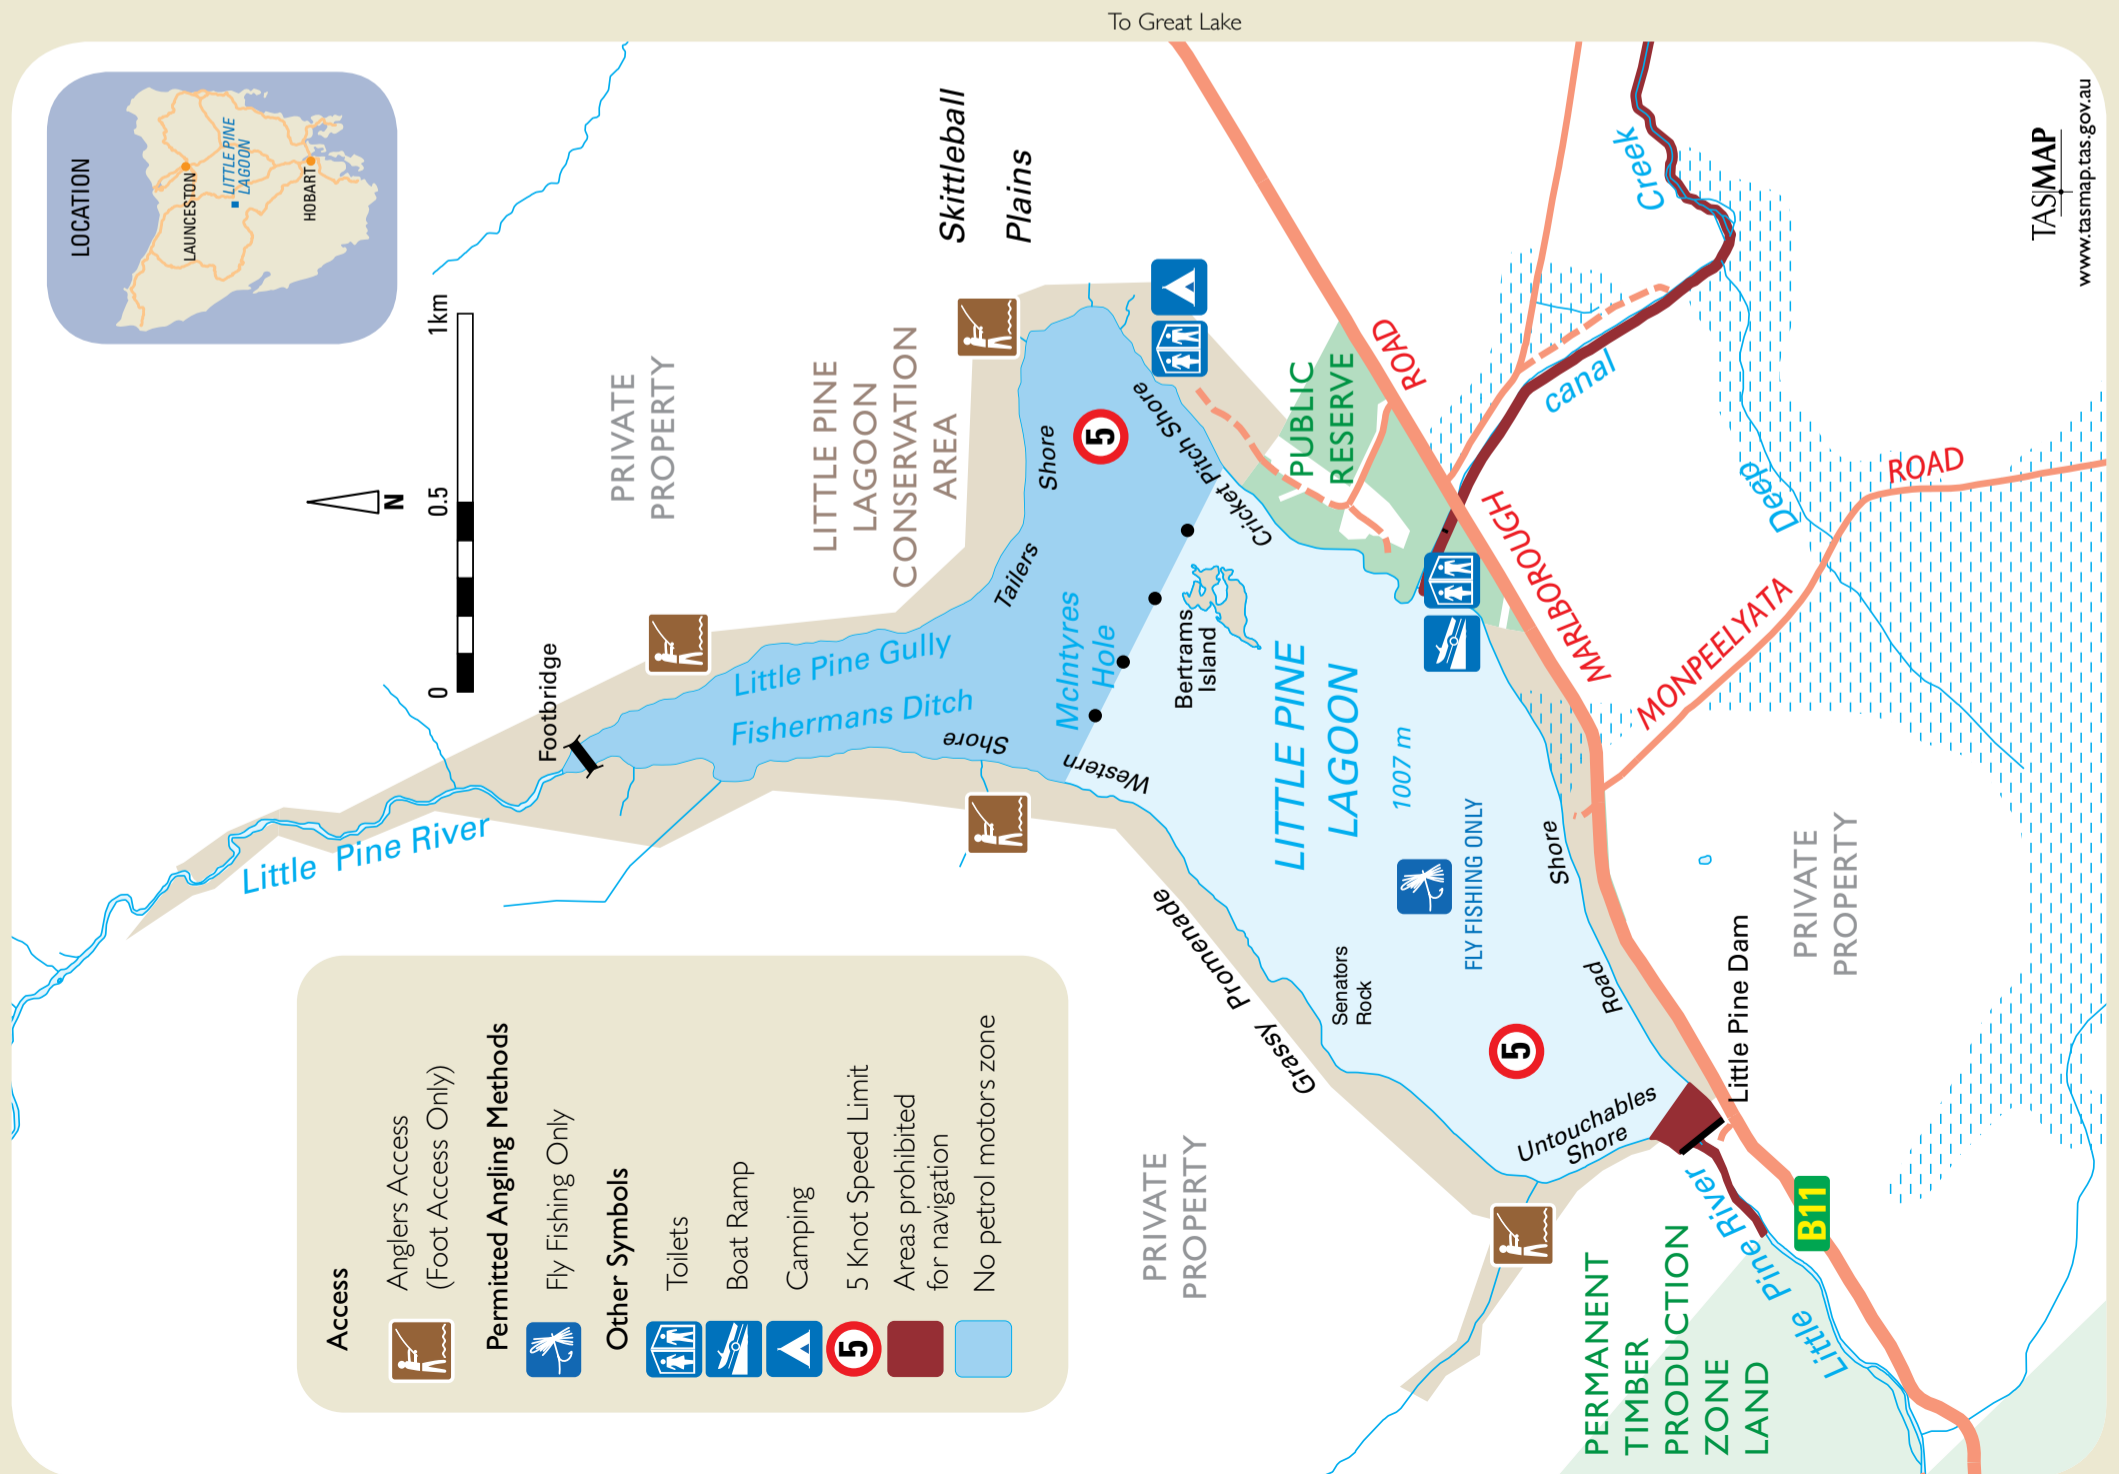 To Great Lake
LOCATION
LAUNCESTON
LITTLE PINE
LAGOON
HOBART
0
0.5
1km
N
Skittleball
Plains
PRIVATE
PROPERTY
LITTLE PINE
LAGOON
CONSERVATION
AREA
Footbridge
Little Pine River
Little Pine Gully
Fishermans Ditch
Tailers Shore
5
McIntyres
Hole
Western Shore
Cricket Pitch Shore
Bertrams
Island
PUBLIC
RESERVE
MARLBOROUGH ROAD
canal
Deep Creek
MONPEELYATA ROAD
LITTLE PINE
LAGOON
1007 m
FLY FISHING ONLY
Senators
Rock
Grassy Promenade
Road Shore
5
Untouchables
Shore
Little Pine Dam
PRIVATE
PROPERTY
PRIVATE
PROPERTY
Little Pine River
B11
PERMANENT
TIMBER
PRODUCTION
ZONE
LAND
Access
Anglers Access
(Foot Access Only)
Permitted Angling Methods
Fly Fishing Only
Other Symbols
Toilets
Boat Ramp
Camping
5
5 Knot Speed Limit
Areas prohibited
for navigation
No petrol motors zone
TASMAP
www.tasmap.tas.gov.au